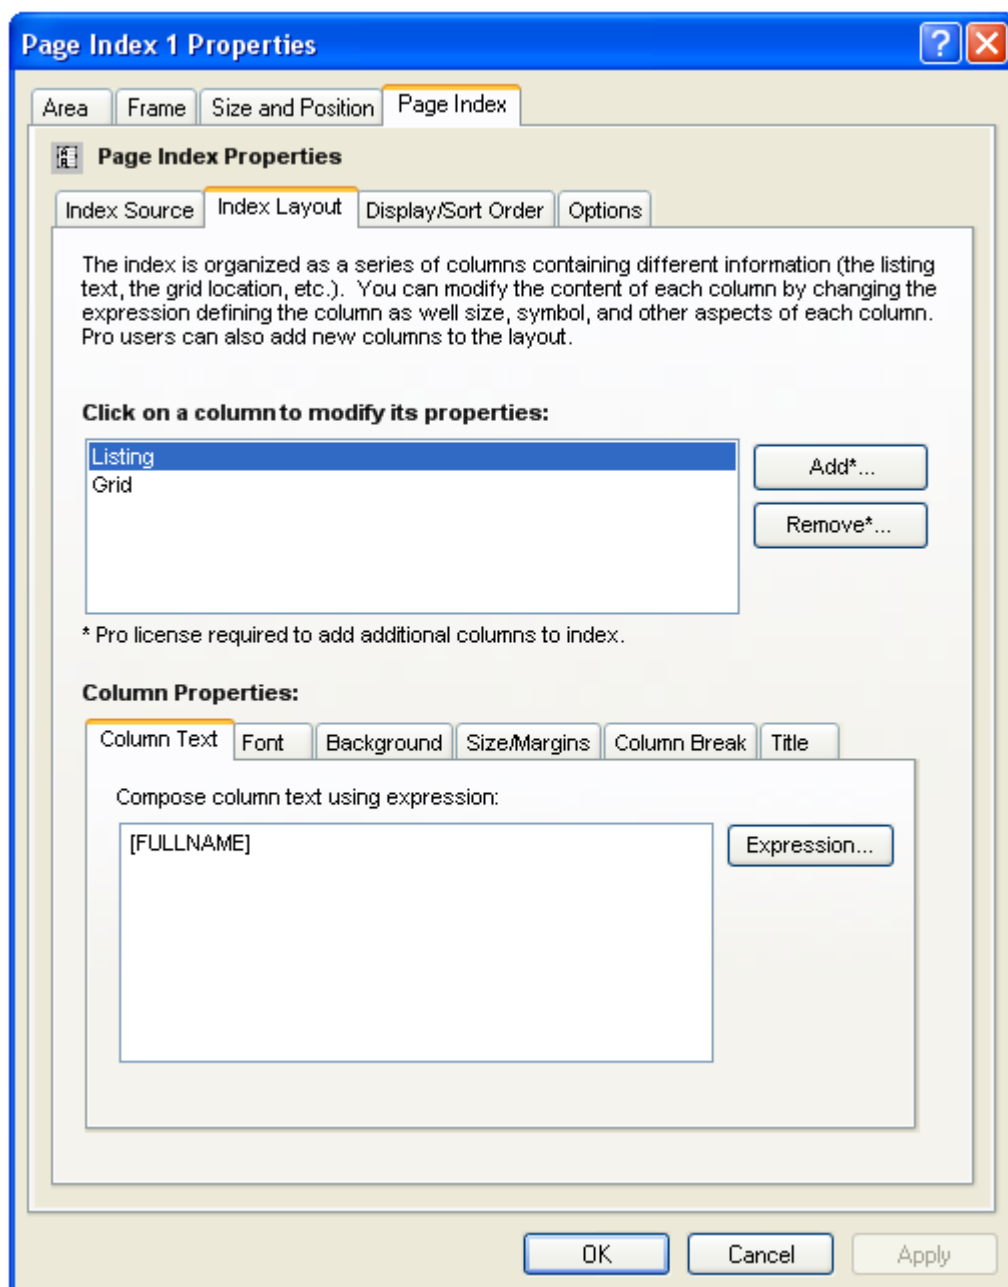 Page Index 1 Properties
Area Frame Size and Position Page Index
Page Index Properties
Index Source Index Layout Display/Sort Order Options
The index is organized as a series of columns containing different information (the listing
text, the grid location, etc.).  You can modify the content of each column by changing the
expression defining the column as well size, symbol, and other aspects of each column.
Pro users can also add new columns to the layout.
Click on a column to modify its properties:
Listing
Grid
Add*...
Remove*...
* Pro license required to add additional columns to index.
Column Properties:
Column Text Font Background Size/Margins Column Break Title
Compose column text using expression:
[FULLNAME]
Expression...
OK Cancel Apply